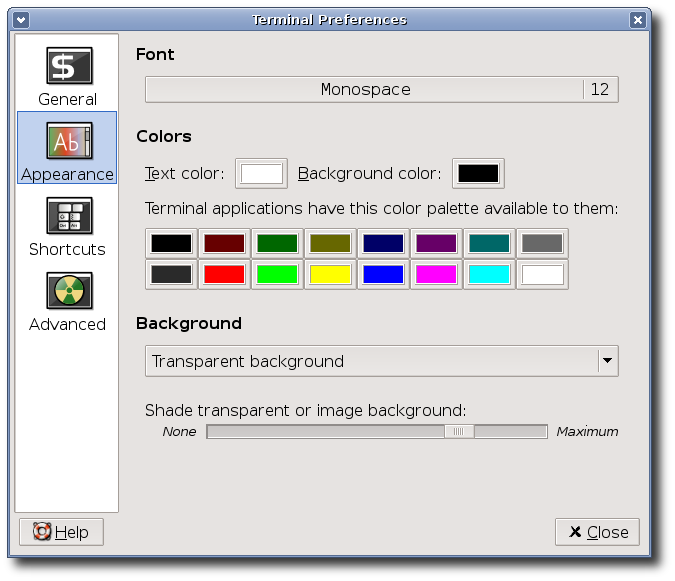 Terminal Preferences
General
Appearance
Shortcuts
Advanced
Font
Monospace 12
Colors
Text color: Background color:
Terminal applications have this color palette available to them:
Background
Transparent background
Shade transparent or image background:
None Maximum
Help Close